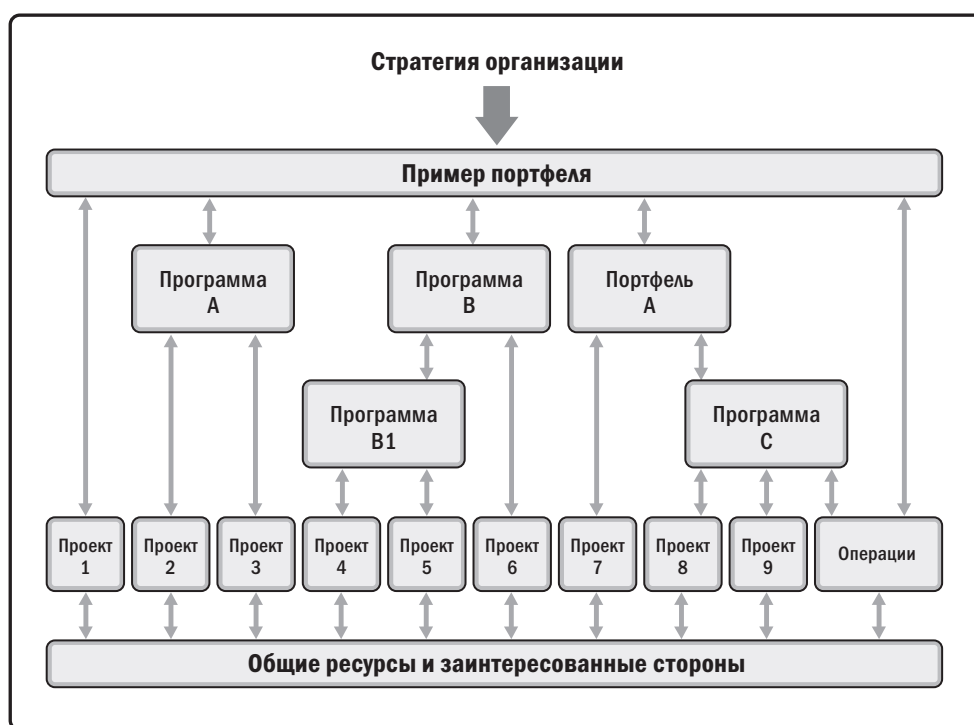 Стратегия организации
Пример портфеля
Программа
A
Программа
B
Портфель
A
Программа
B1
Программа
C
Проект
1
Проект
2
Проект
3
Проект
4
Проект
5
Проект
6
Проект
7
Проект
8
Проект
9
Операции
Общие ресурсы и заинтересованные стороны